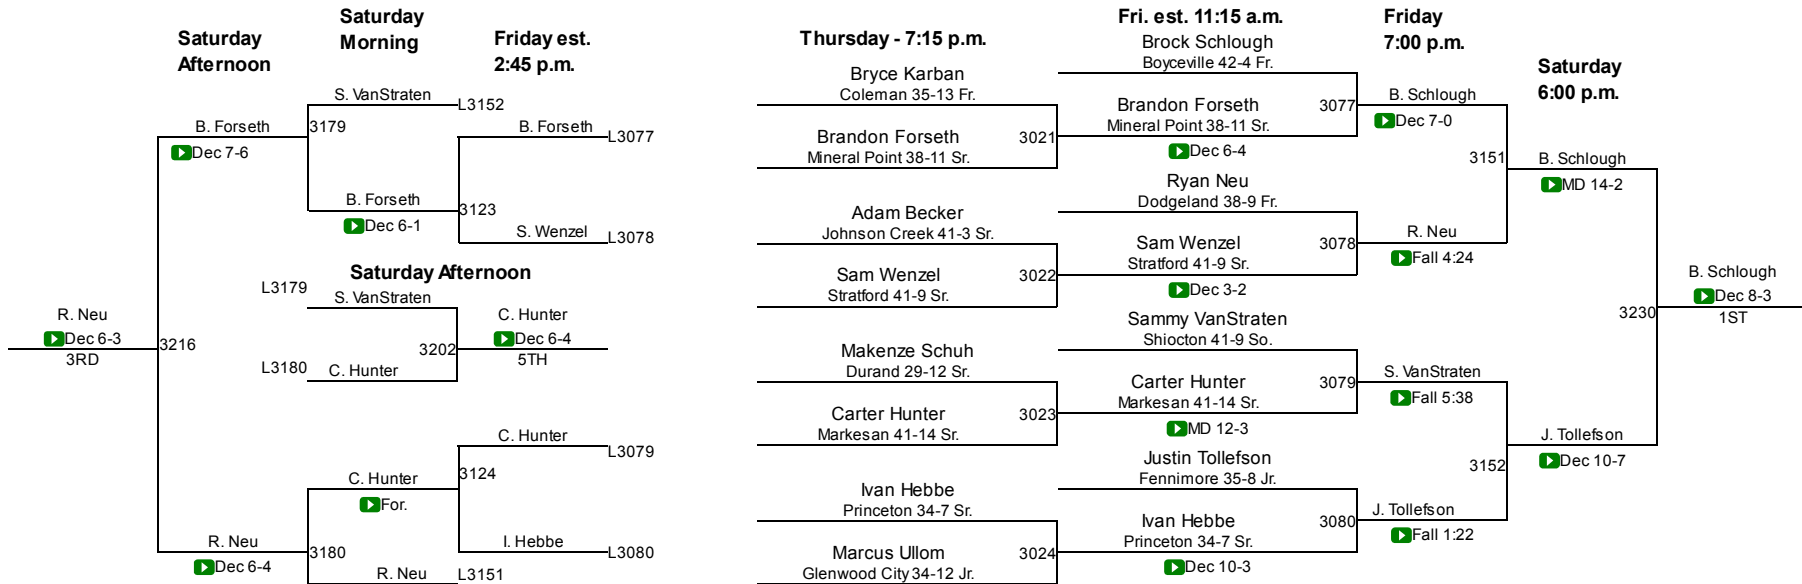 Saturday
Afternoon
Saturday
Morning
Friday est.
2:45 p.m.
S. VanStraten
L3152
B. Forseth
3179
Dec 7-6
B. Forseth
L3077
B. Forseth
3123
Dec 6-1
S. Wenzel
L3078
Saturday Afternoon
L3179
S. VanStraten
R. Neu
Dec 6-3
3RD
3216
3202
C. Hunter
Dec 6-4
5TH
L3180
C. Hunter
C. Hunter
L3079
C. Hunter
3124
For.
I. Hebbe
L3080
R. Neu
3180
Dec 6-4
R. Neu
L3151
Thursday - 7:15 p.m.
Fri. est. 11:15 a.m.
Friday
7:00 p.m.
Saturday
6:00 p.m.
Bryce Karban
Coleman 35-13 Fr.
Brandon Forseth
Mineral Point 38-11 Sr.
3021
Adam Becker
Johnson Creek 41-3 Sr.
Sam Wenzel
Stratford 41-9 Sr.
3022
Makenze Schuh
Durand 29-12 Sr.
Carter Hunter
Markesan 41-14 Sr.
3023
Ivan Hebbe
Princeton 34-7 Sr.
Marcus Ullom
Glenwood City 34-12 Jr.
3024
Brock Schlough
Boyceville 42-4 Fr.
Brandon Forseth
Mineral Point 38-11 Sr.
3077
Dec 6-4
Ryan Neu
Dodgeland 38-9 Fr.
Sam Wenzel
Stratford 41-9 Sr.
3078
Dec 3-2
Sammy VanStraten
Shiocton 41-9 So.
Carter Hunter
Markesan 41-14 Sr.
3079
MD 12-3
Justin Tollefson
Fennimore 35-8 Jr.
Ivan Hebbe
Princeton 34-7 Sr.
3080
Dec 10-3
B. Schlough
Dec 7-0
3151
R. Neu
Fall 4:24
S. VanStraten
Fall 5:38
3152
J. Tollefson
Fall 1:22
B. Schlough
MD 14-2
3230
J. Tollefson
Dec 10-7
B. Schlough
Dec 8-3
1ST